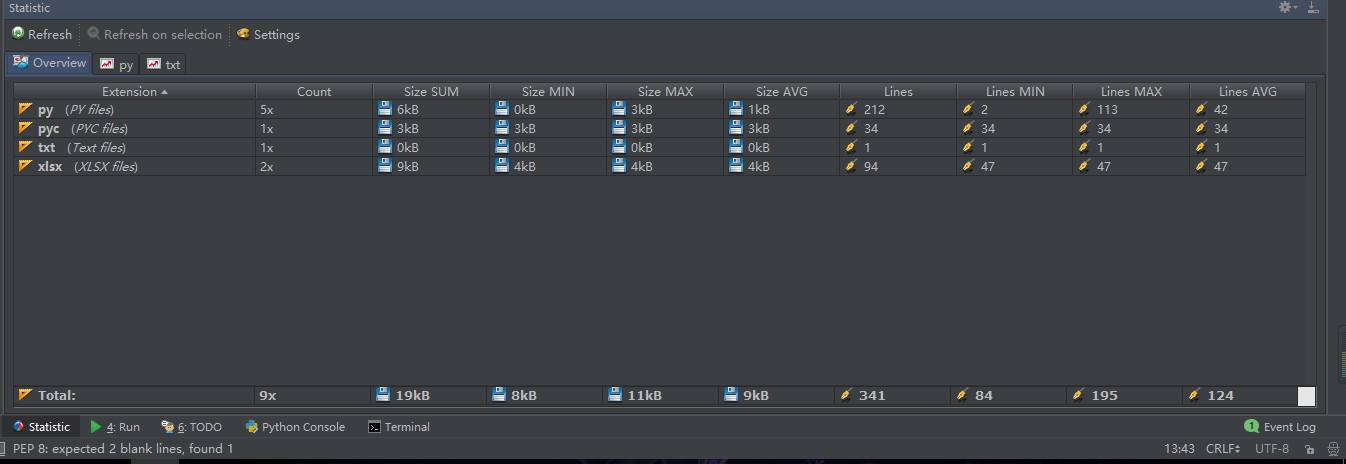 Statistic
Refresh Refresh on selection Settings
Overview py txt
Extension Count Size SUM Size MIN Size MAX Size AVG Lines Lines MIN Lines MAX Lines AVG
py (PY files) 5x 6kB 0kB 3kB 1kB 212 2 113 42
pyc (PYC files) 1x 3kB 3kB 3kB 3kB 34 34 34 34
txt (Text files) 1x 0kB 0kB 0kB 0kB 1 1 1 1
xlsx (XLSX files) 2x 9kB 4kB 4kB 4kB 94 47 47 47
Total: 9x 19kB 8kB 11kB 9kB 341 84 195 124
Statistic 4: Run 6: TODO Python Console Terminal 1 Event Log
PEP 8: expected 2 blank lines, found 1 13:43 CRLF UTF-8